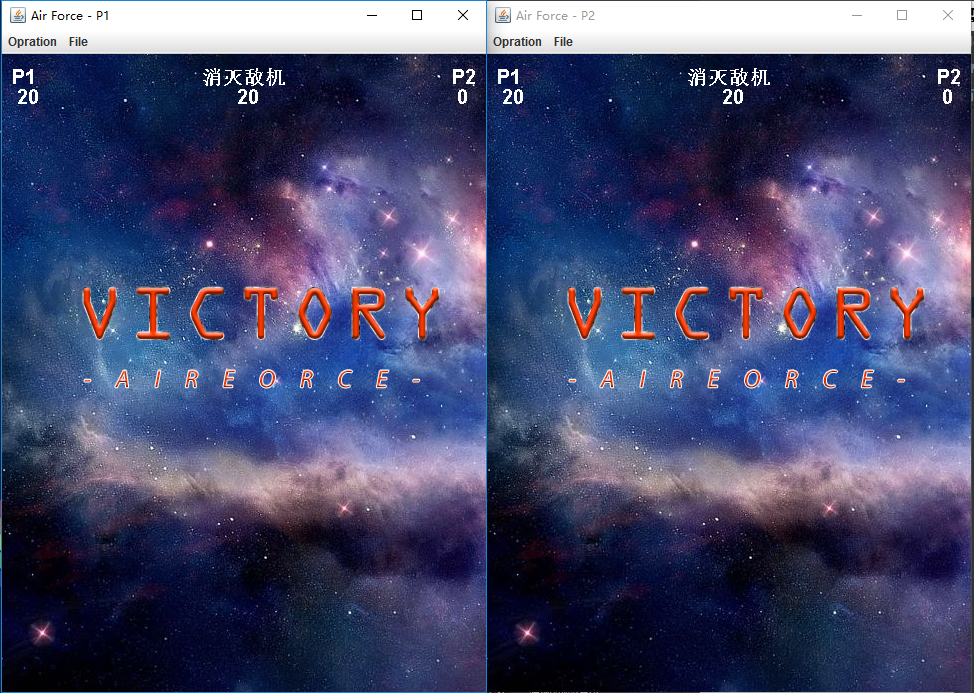 Air Force - P1
Opration File
P1 消灭敌机 P2
20 20 0
VICTORY
- A I R E O R C E -
Air Force - P2
Opration File
P1 消灭敌机 P2
20 20 0
VICTORY
- A I R E O R C E -